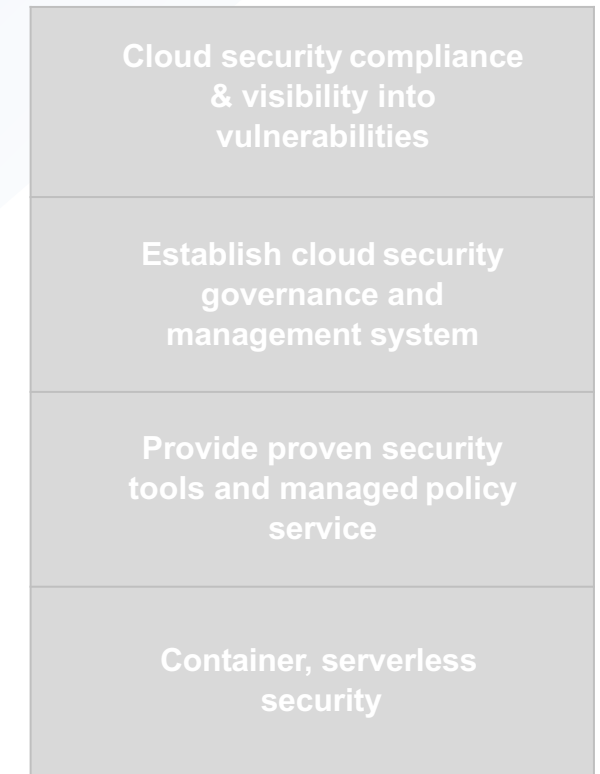 Cloud security compliance
& visibility into
vulnerabilities
Establish cloud security
governance and
management system
Provide proven security
tools and managed policy
service
Container, serverless
security